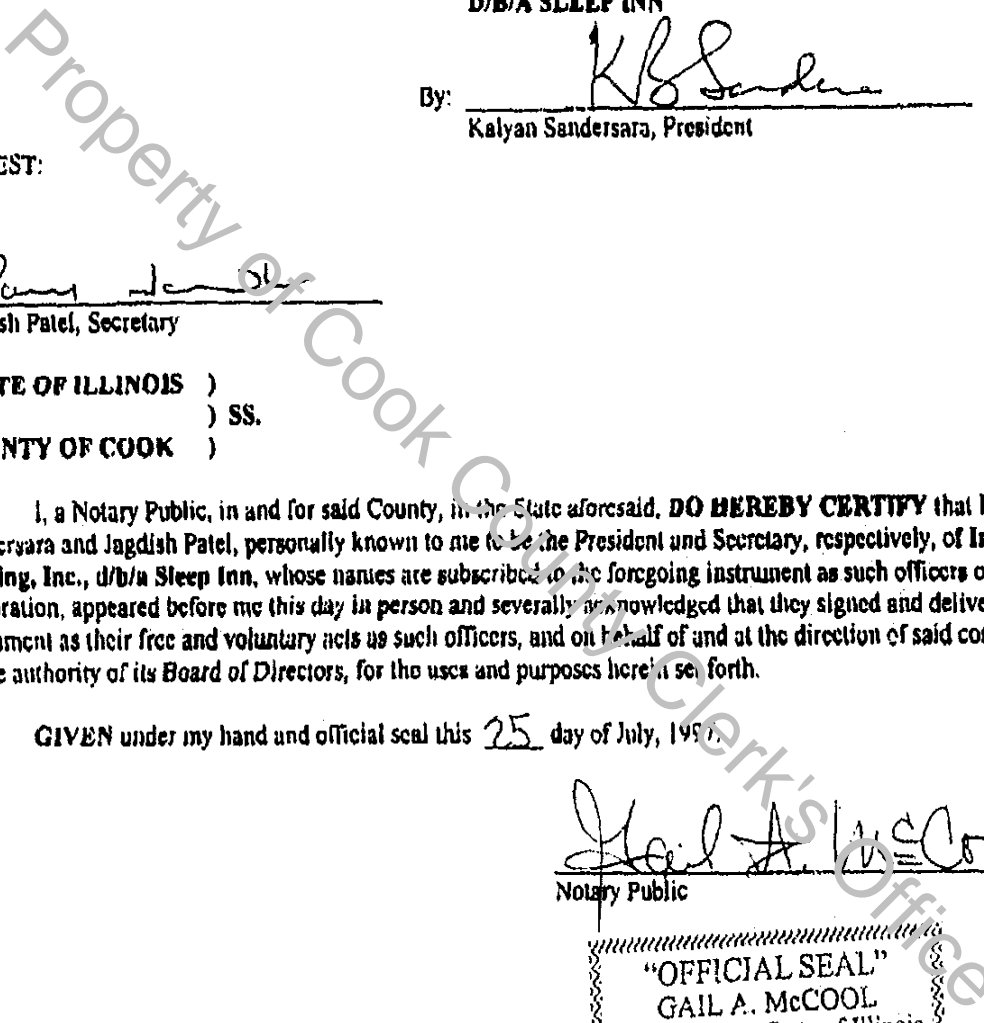 D/B/A SLEEP INN
K B Sanders
By:
Kalyan Sandersara, President
EST:
sh Patel, Secretary
TE OF ILLINOIS )
) SS.
NTY OF COOK )
I, a Notary Public, in and for said County, in the State aforesaid, DO HEREBY CERTIFY that
ersara and Jagdish Patel, personally known to me to be the President and Secretary, respectively, of
ing, Inc., d/b/a Sleep Inn, whose names are subscribed to the foregoing instrument as such officers o
ration, appeared before me this day in person and severally acknowledged that they signed and delive
ument as their free and voluntary acts as such officers, and on behalf of and at the direction of said co
e authority of its Board of Directors, for the uses and purposes herein set forth.
GIVEN under my hand and official seal this 25 day of July,
Gail A. McCoo
Notary Public
"OFFICIAL SEAL"
GAIL A. McCOOL
Property of Cook County Clerk's Office